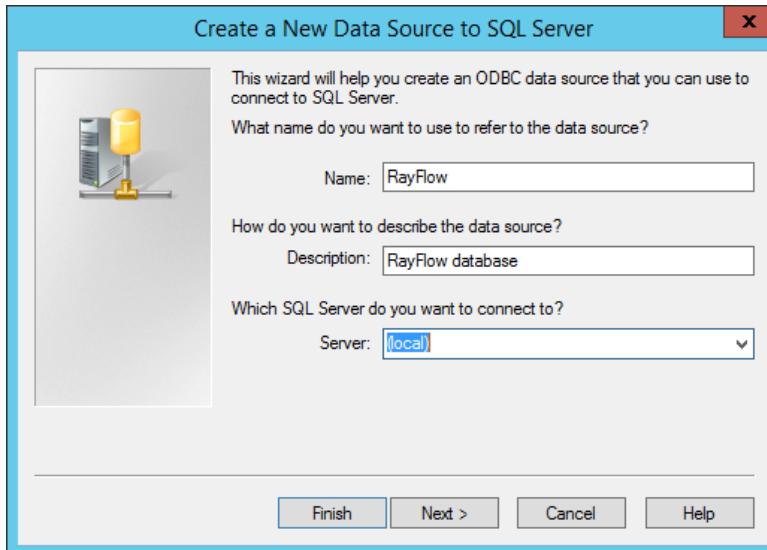 Create a New Data Source to SQL Server
x
This wizard will help you create an ODBC data source that you can use to
connect to SQL Server.
What name do you want to use to refer to the data source?
Name: RayFlow
How do you want to describe the data source?
Description: RayFlow database
Which SQL Server do you want to connect to?
Server: (local)
Finish Next > Cancel Help